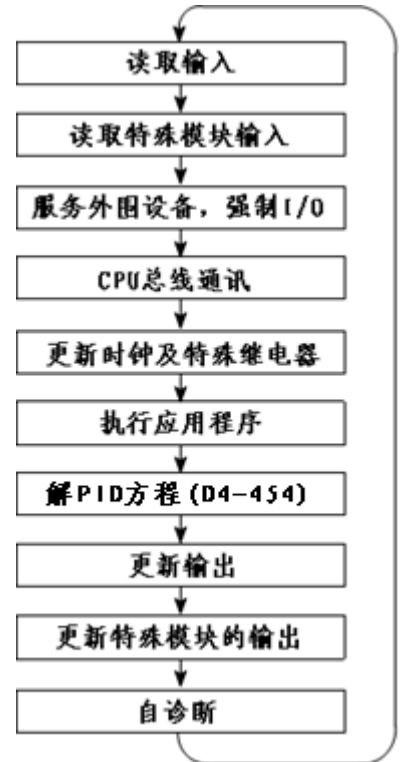 读取输入
读取特殊模块输入
服务外围设备，强制I/O
CPU总线通讯
更新时钟及特殊继电器
执行应用程序
解PID方程(D4-454)
更新输出
更新特殊模块的输出
自诊断